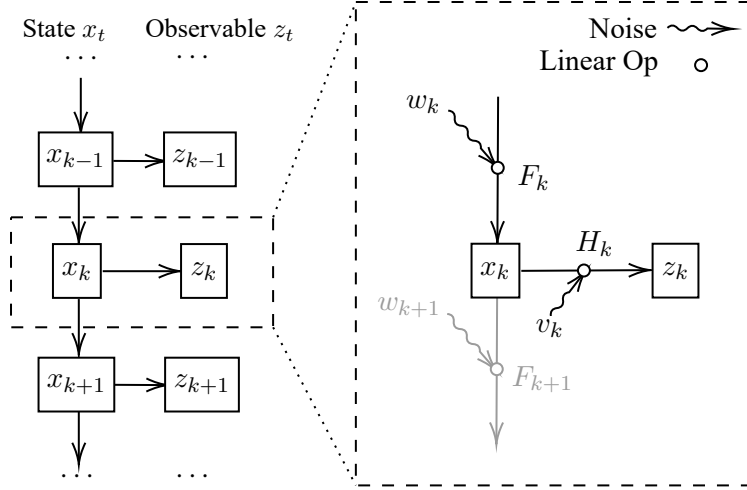 State $x_t$ Observable $z_t$
... ...
$x_{k-1}$ $z_{k-1}$
$x_k$ $z_k$
$x_{k+1}$ $z_{k+1}$
... ...
Noise
Linear Op
$w_k$
$F_k$
$H_k$
$x_k$ $z_k$
$v_k$
$w_{k+1}$
$F_{k+1}$